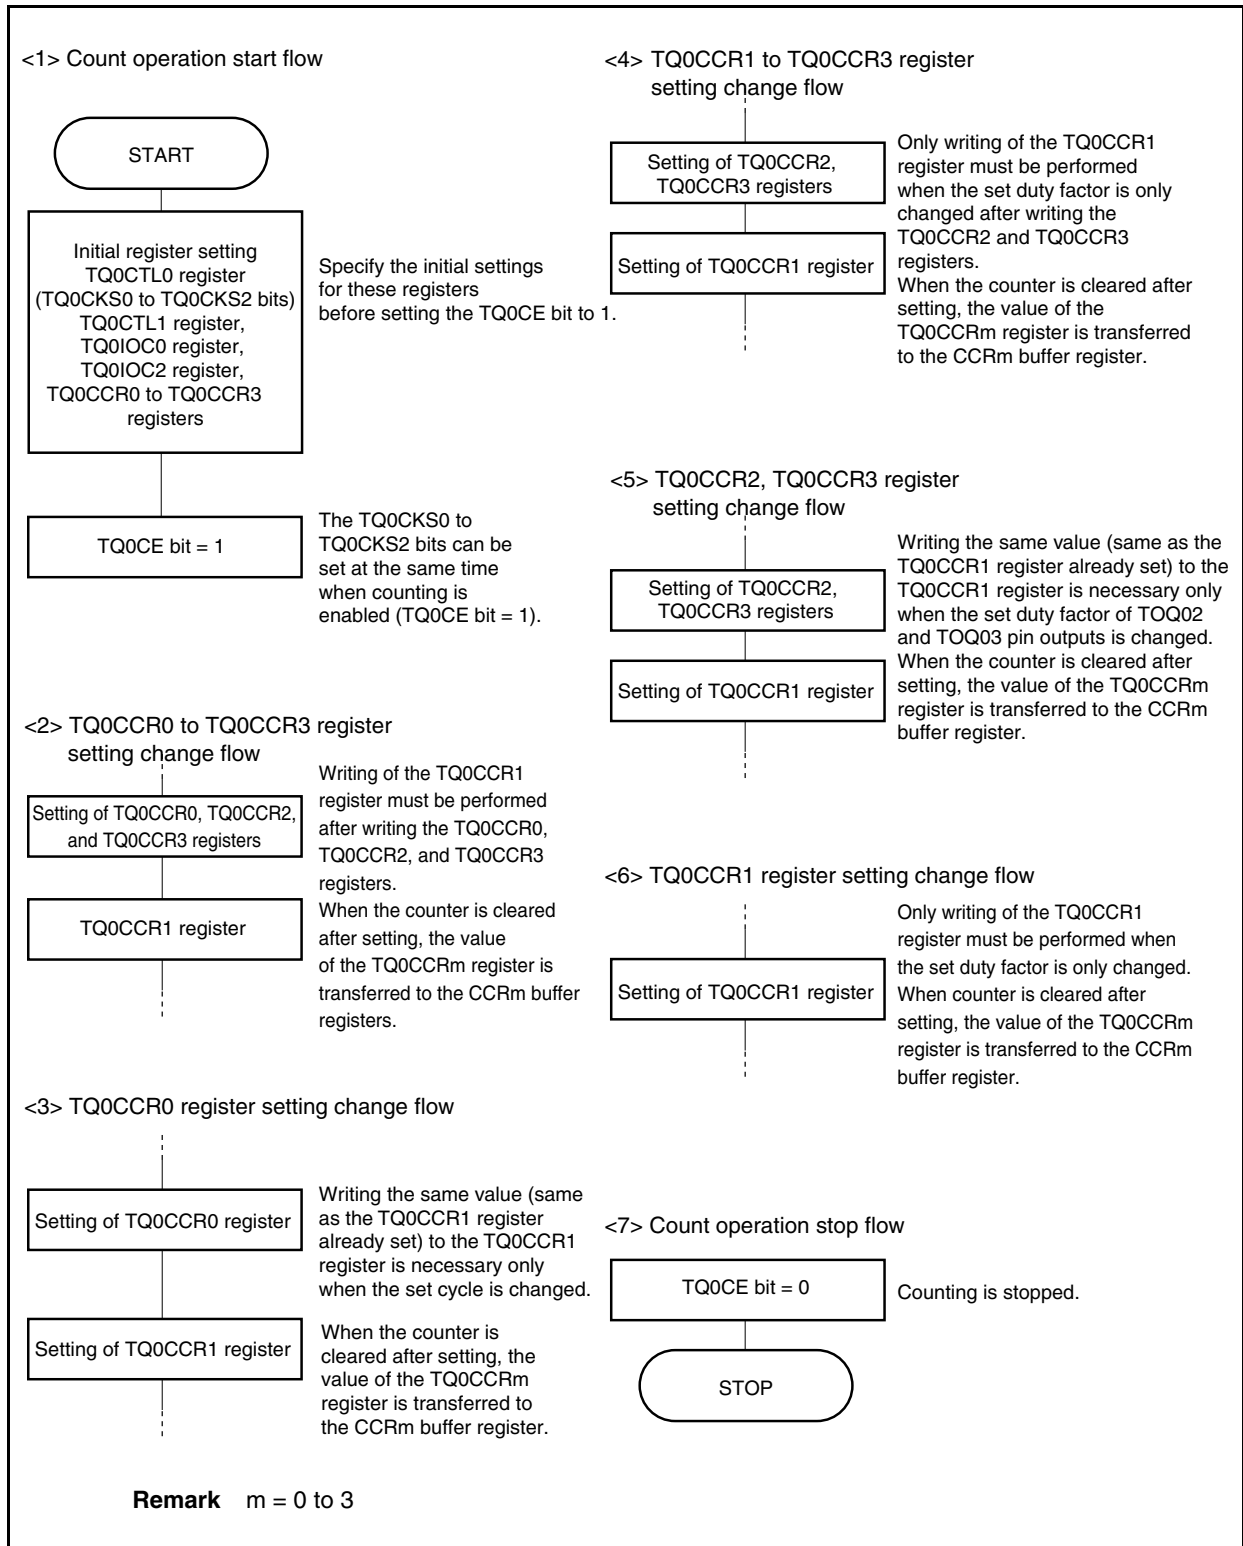 <1> Count operation start flow
START
Initial register setting
TQ0CTL0 register
(TQ0CKS0 to TQ0CKS2 bits)
TQ0CTL1 register,
TQ0IOC0 register,
TQ0IOC2 register,
TQ0CCR0 to TQ0CCR3
registers
Specify the initial settings
for these registers
before setting the TQ0CE bit to 1.
TQ0CE bit = 1
The TQ0CKS0 to
TQ0CKS2 bits can be
set at the same time
when counting is
enabled (TQ0CE bit = 1).
<2> TQ0CCR0 to TQ0CCR3 register
setting change flow
Setting of TQ0CCR0, TQ0CCR2,
and TQ0CCR3 registers
TQ0CCR1 register
Writing of the TQ0CCR1
register must be performed
after writing the TQ0CCR0,
TQ0CCR2, and TQ0CCR3
registers.
When the counter is cleared
after setting, the value
of the TQ0CCRm register is
transferred to the CCRm buffer
registers.
<3> TQ0CCR0 register setting change flow
Setting of TQ0CCR0 register
Writing the same value (same
as the TQ0CCR1 register
already set) to the TQ0CCR1
register is necessary only
when the set cycle is changed.
Setting of TQ0CCR1 register
When the counter is
cleared after setting, the
value of the TQ0CCRm
register is transferred to
the CCRm buffer register.
<4> TQ0CCR1 to TQ0CCR3 register
setting change flow
Setting of TQ0CCR2,
TQ0CCR3 registers
Setting of TQ0CCR1 register
Only writing of the TQ0CCR1
register must be performed
when the set duty factor is only
changed after writing the
TQ0CCR2 and TQ0CCR3
registers.
When the counter is cleared after
setting, the value of the
TQ0CCRm register is transferred
to the CCRm buffer register.
<5> TQ0CCR2, TQ0CCR3 register
setting change flow
Setting of TQ0CCR2,
TQ0CCR3 registers
Setting of TQ0CCR1 register
Writing the same value (same as the
TQ0CCR1 register already set) to the
TQ0CCR1 register is necessary only
when the set duty factor of TOQ02
and TOQ03 pin outputs is changed.
When the counter is cleared after
setting, the value of the TQ0CCRm
register is transferred to the CCRm
buffer register.
<6> TQ0CCR1 register setting change flow
Setting of TQ0CCR1 register
Only writing of the TQ0CCR1
register must be performed when
the set duty factor is only changed.
When counter is cleared after
setting, the value of the TQ0CCRm
register is transferred to the CCRm
buffer register.
<7> Count operation stop flow
TQ0CE bit = 0
Counting is stopped.
STOP
Remark m = 0 to 3